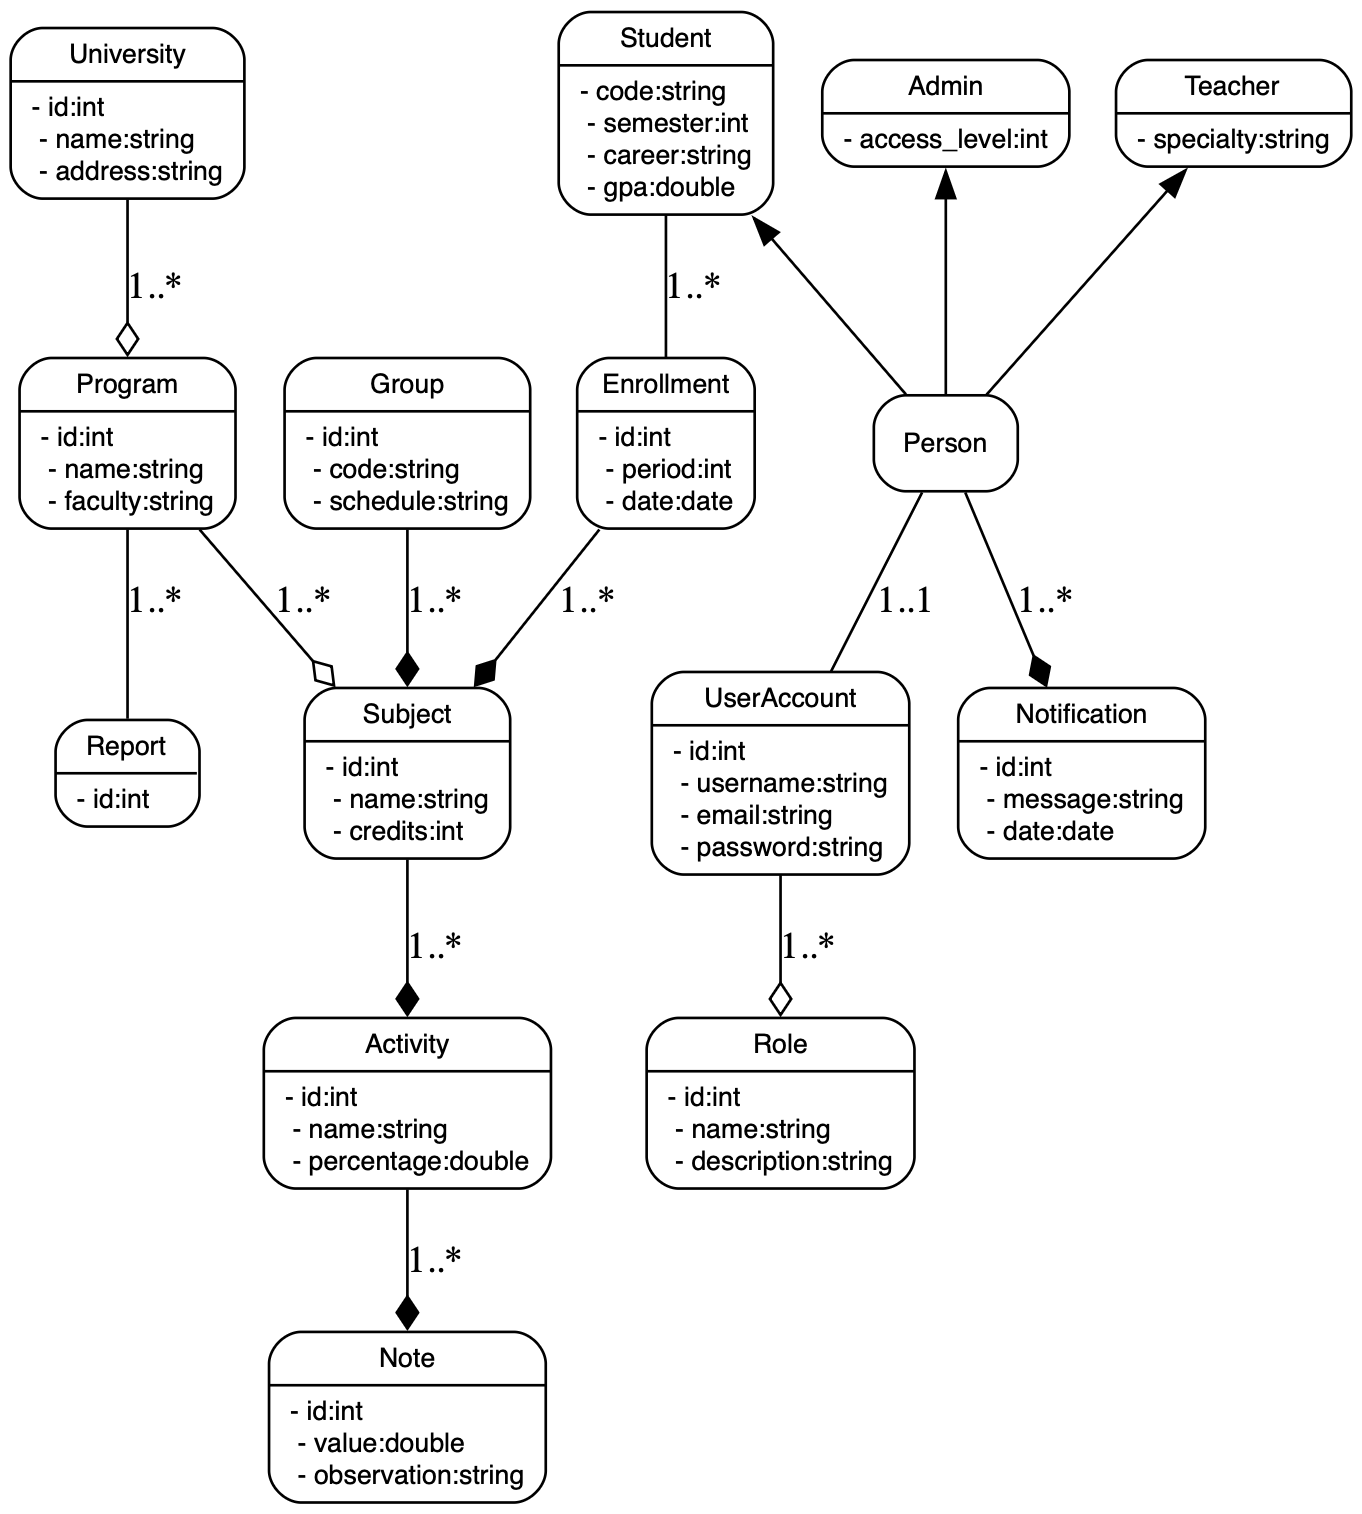 University
- id:int
- name:string
- address:string
Student
- code:string
- semester:int
- career:string
- gpa:double
Admin
- access_level:int
Teacher
- specialty:string
1..*
1..*
Program
- id:int
- name:string
- faculty:string
Group
- id:int
- code:string
- schedule:string
Enrollment
- id:int
- period:int
- date:date
Person
1..*
1..*
1..*
1..*
1..1
1..*
Report
- id:int
Subject
- id:int
- name:string
- credits:int
UserAccount
- id:int
- username:string
- email:string
- password:string
Notification
- id:int
- message:string
- date:date
1..*
1..*
Activity
- id:int
- name:string
- percentage:double
Role
- id:int
- name:string
- description:string
1..*
Note
- id:int
- value:double
- observation:string